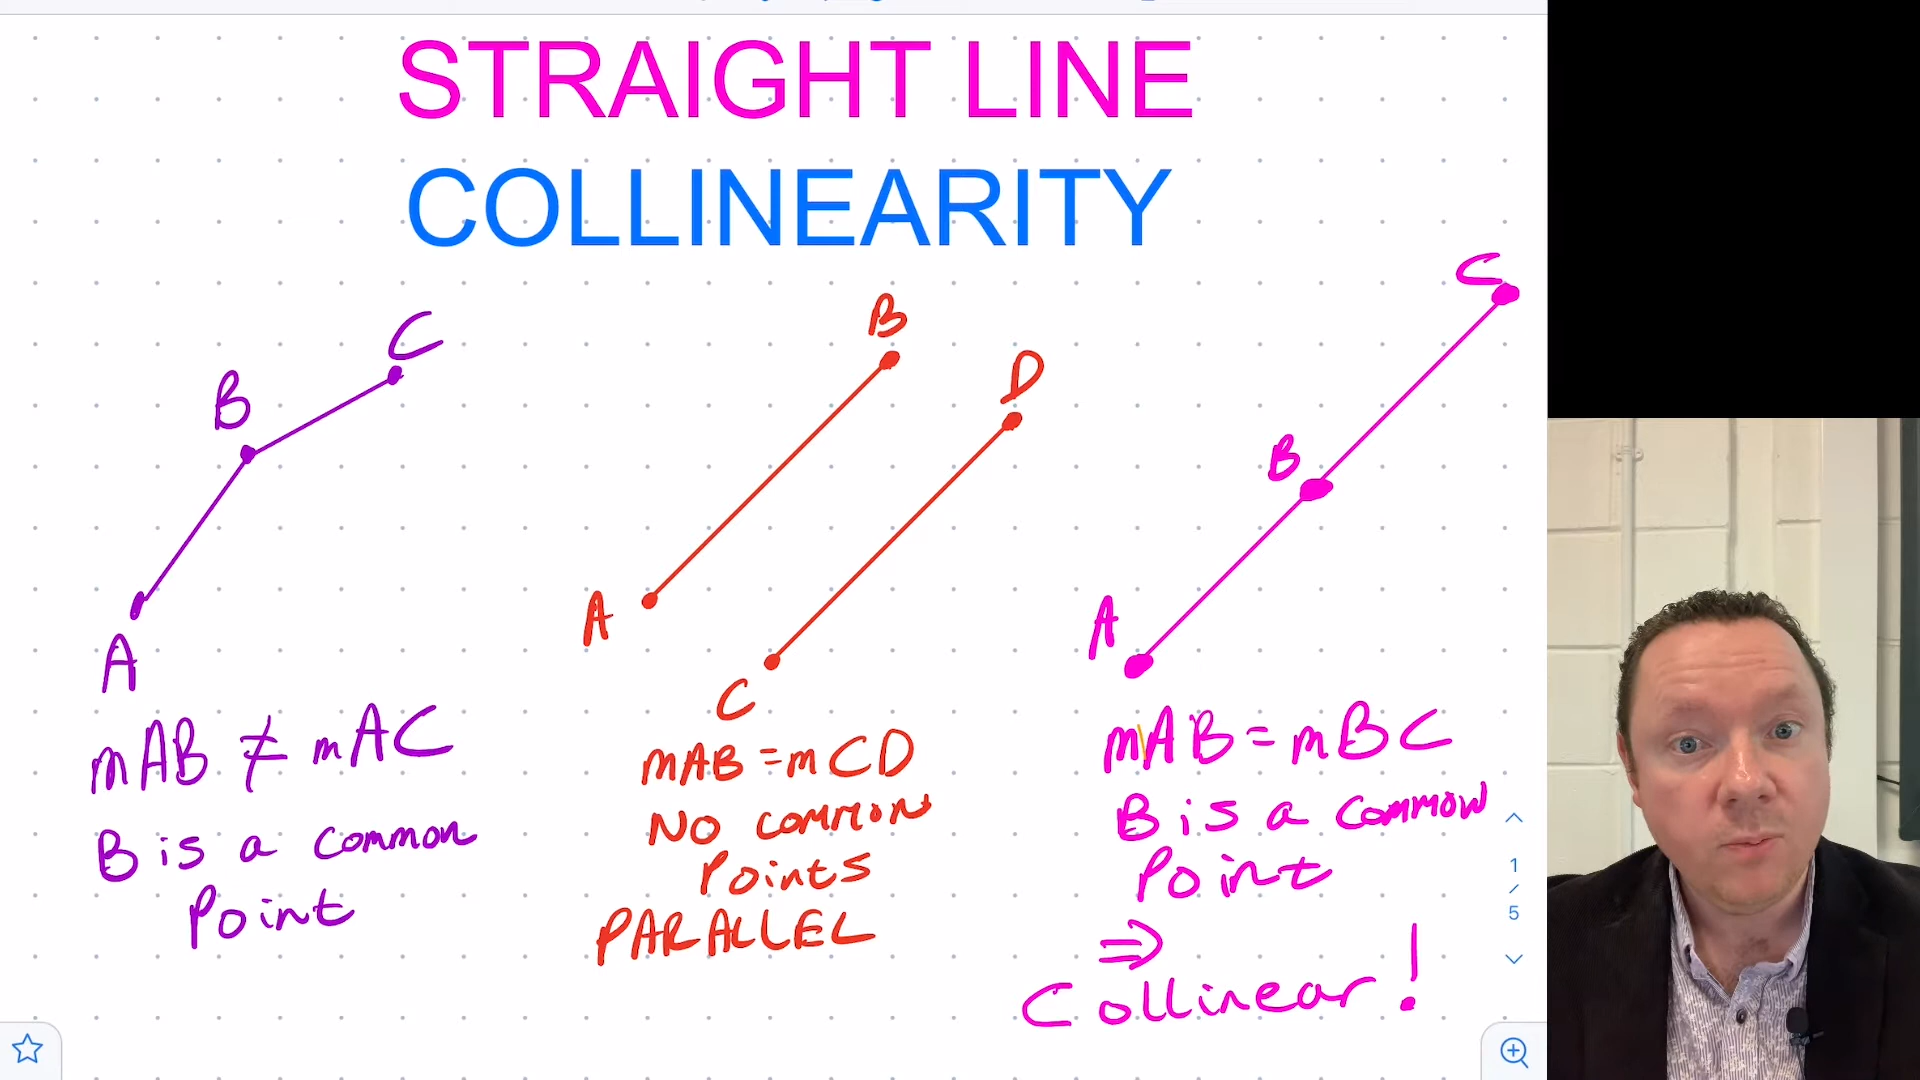 STRAIGHT LINE
COLLINEARITY
A
B
C
mAB ≠ mAC
B is a common
Point
A
B
C
D
mAB = mCD
NO COMMON
Points
PARALLEL
A
B
C
mAB = mBC
B is a common
Point
⇒
Collinear!
1
/
5